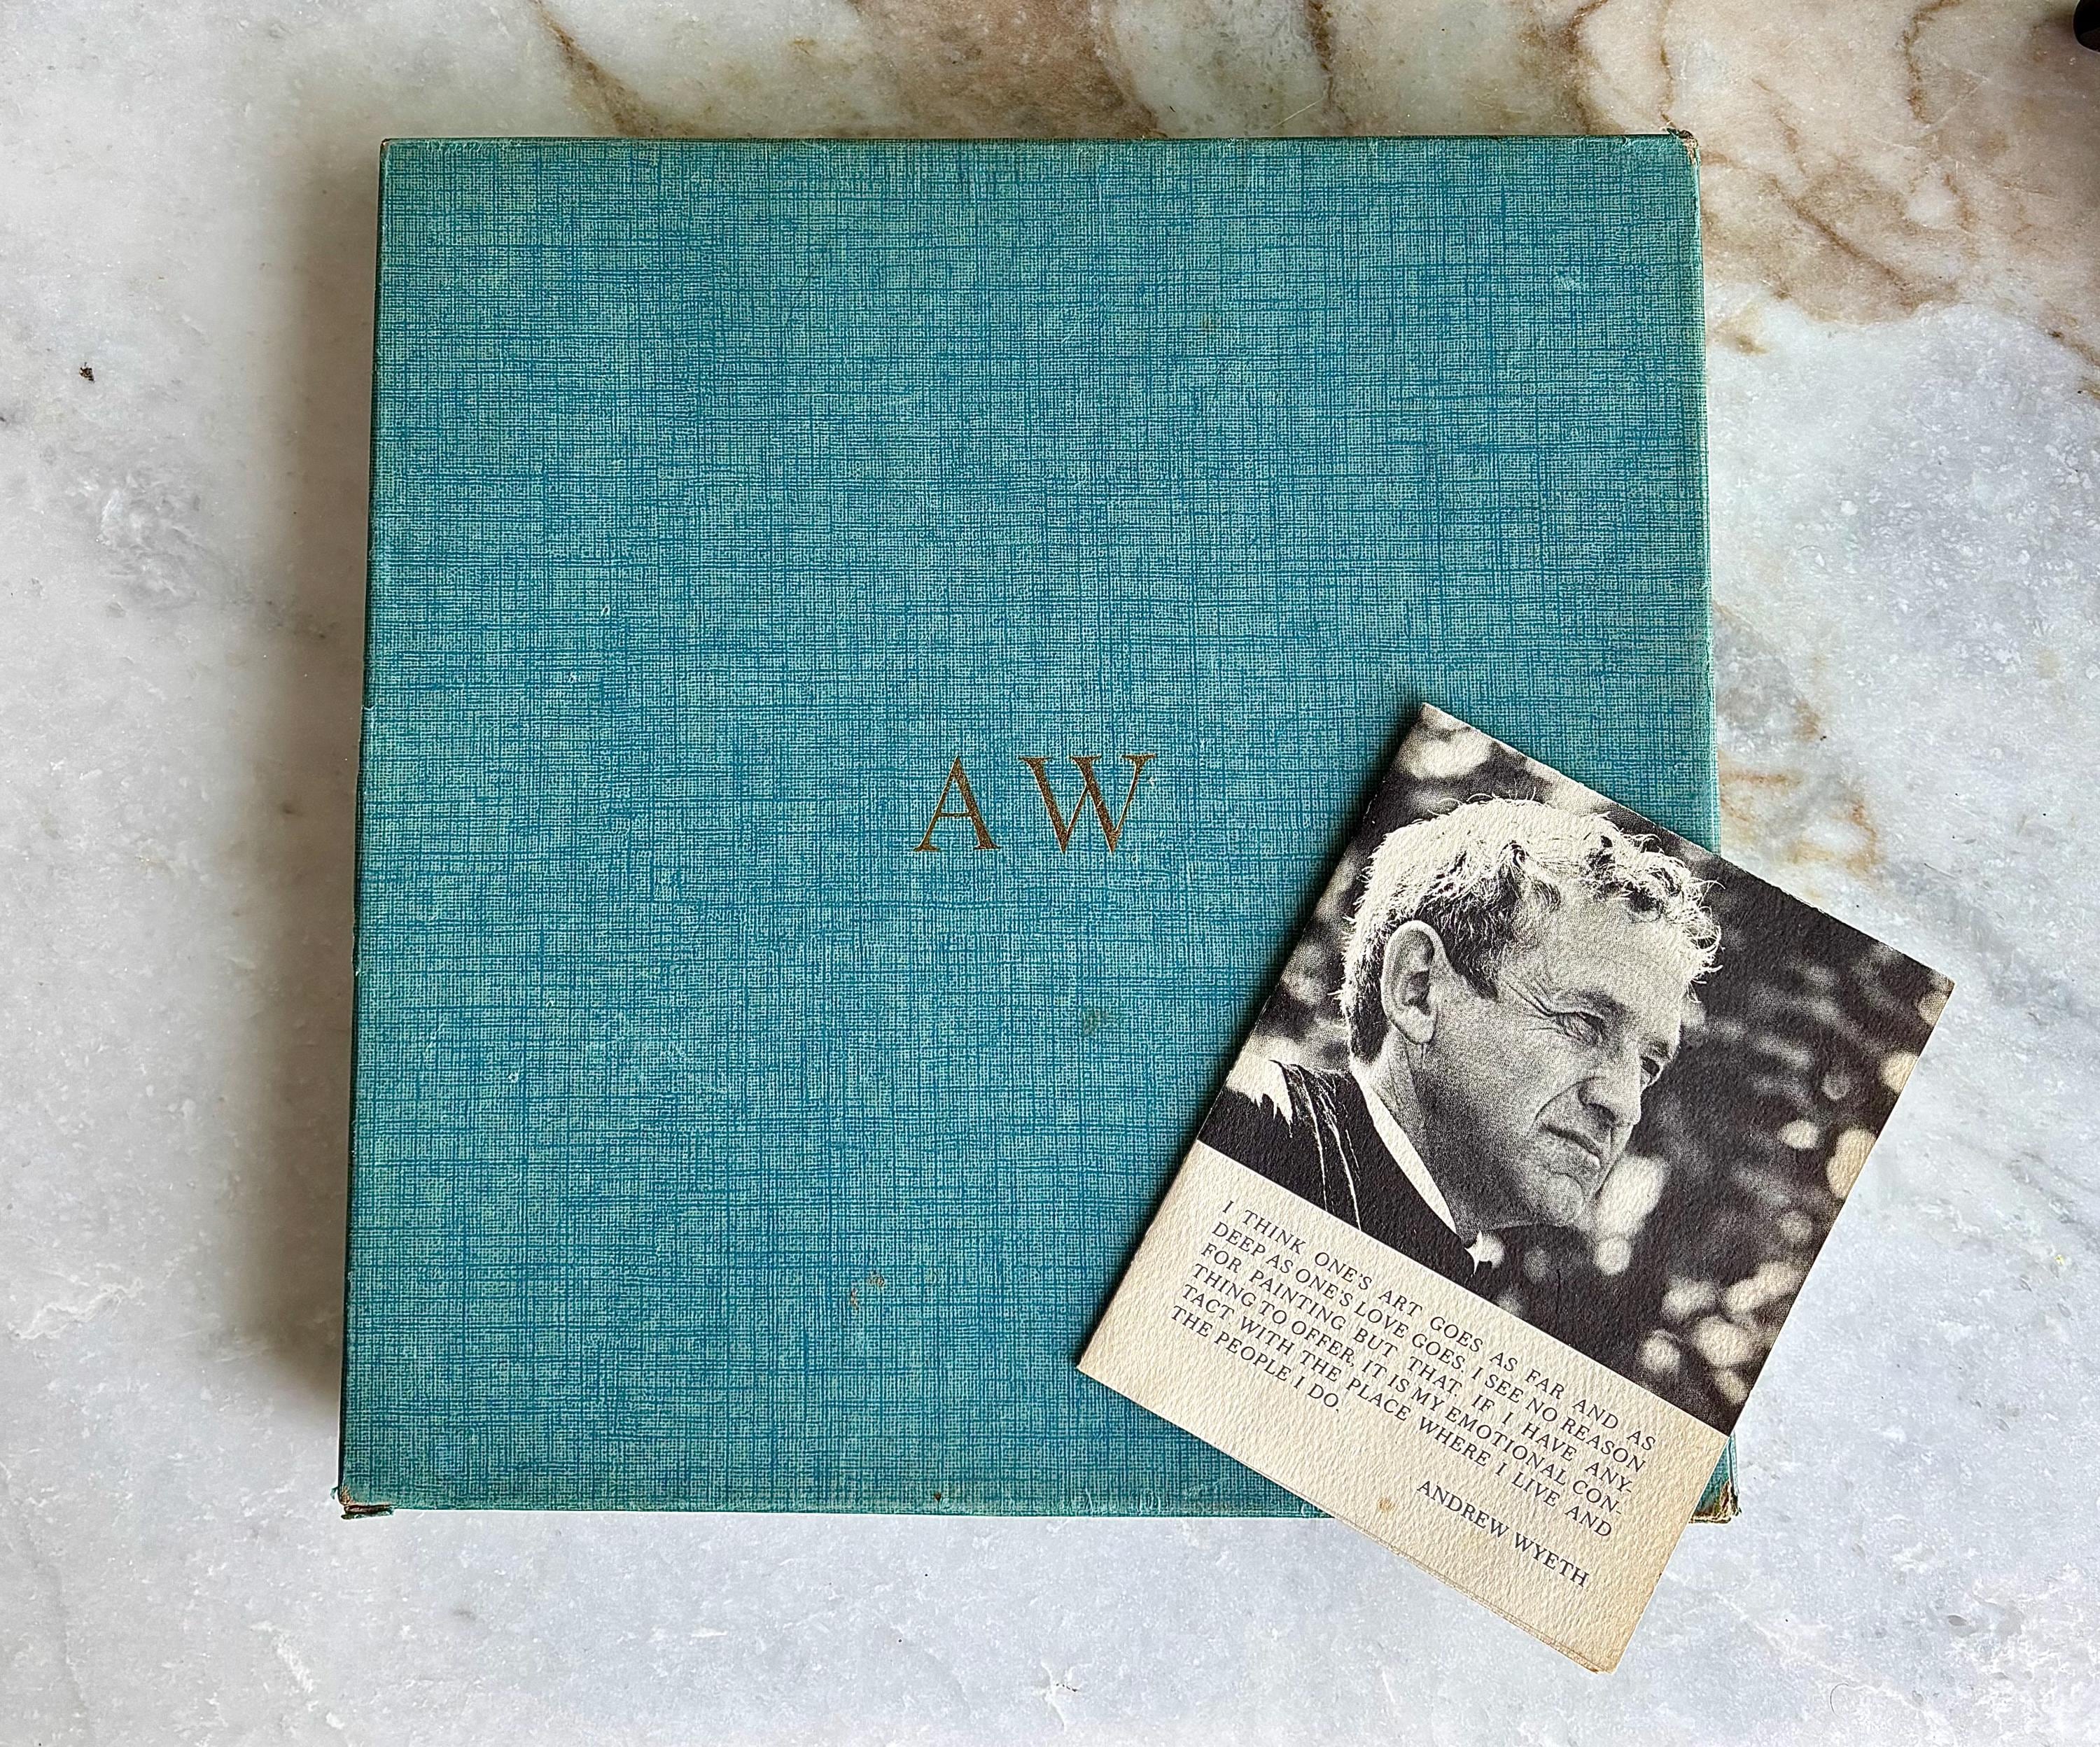 A W
I THINK ONE'S ART GOES AS FAR AND AS
DEEP AS ONE'S LOVE GOES. I SEE NO REASON
FOR PAINTING BUT THAT. IF I HAVE ANY-
THING TO OFFER, IT IS MY EMOTIONAL CON-
TACT WITH THE PLACE WHERE I LIVE AND
THE PEOPLE I DO.
ANDREW WYETH